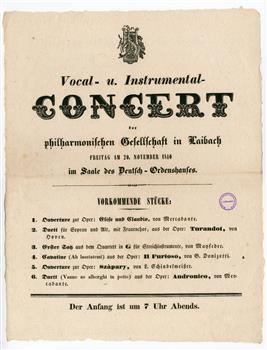 Vocal- u. Instrumental-
CONCERT
der
philharmonischen Gesellschaft in Laibach
FREITAG AM 20. NOVEMBER 1840
im Saale des Deutsch-Ordenshauses.
VORKOMMENDE STÜCKE:
1. Ouverture zur Oper: Elise und Claudio, von Mercadante.
2. Duett für Sopran und Alt, mit Frauenchor, aus der Oper: Turandot, von
Hoven.
3. Erster Satz aus dem Quartett in G für Streichinstrumente, von Mayseder.
4. Cavatine (Ah lasciatemi) aus der Oper: Il Furioso, von G. Donizetti.
5. Ouverture zur Oper: Szápary, von L. Schindelmeisser.
6. Duett (Vanne se alberghi in petto) aus der Oper: Andronico, von Mer-
cadante.
Der Anfang ist um 7 Uhr Abends.